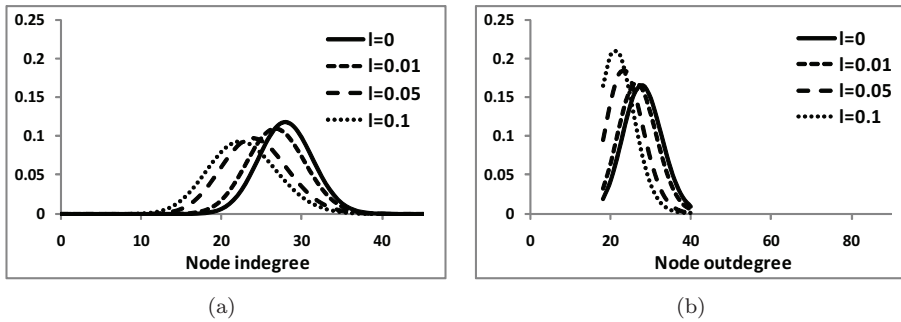 0.25
0.2
0.15
0.1
0.05
0
0 10 20 30 40
Node indegree
l=0
l=0.01
l=0.05
l=0.1
(a)
0.25
0.2
0.15
0.1
0.05
0
0 20 40 60 80
Node outdegree
l=0
l=0.01
l=0.05
l=0.1
(b)